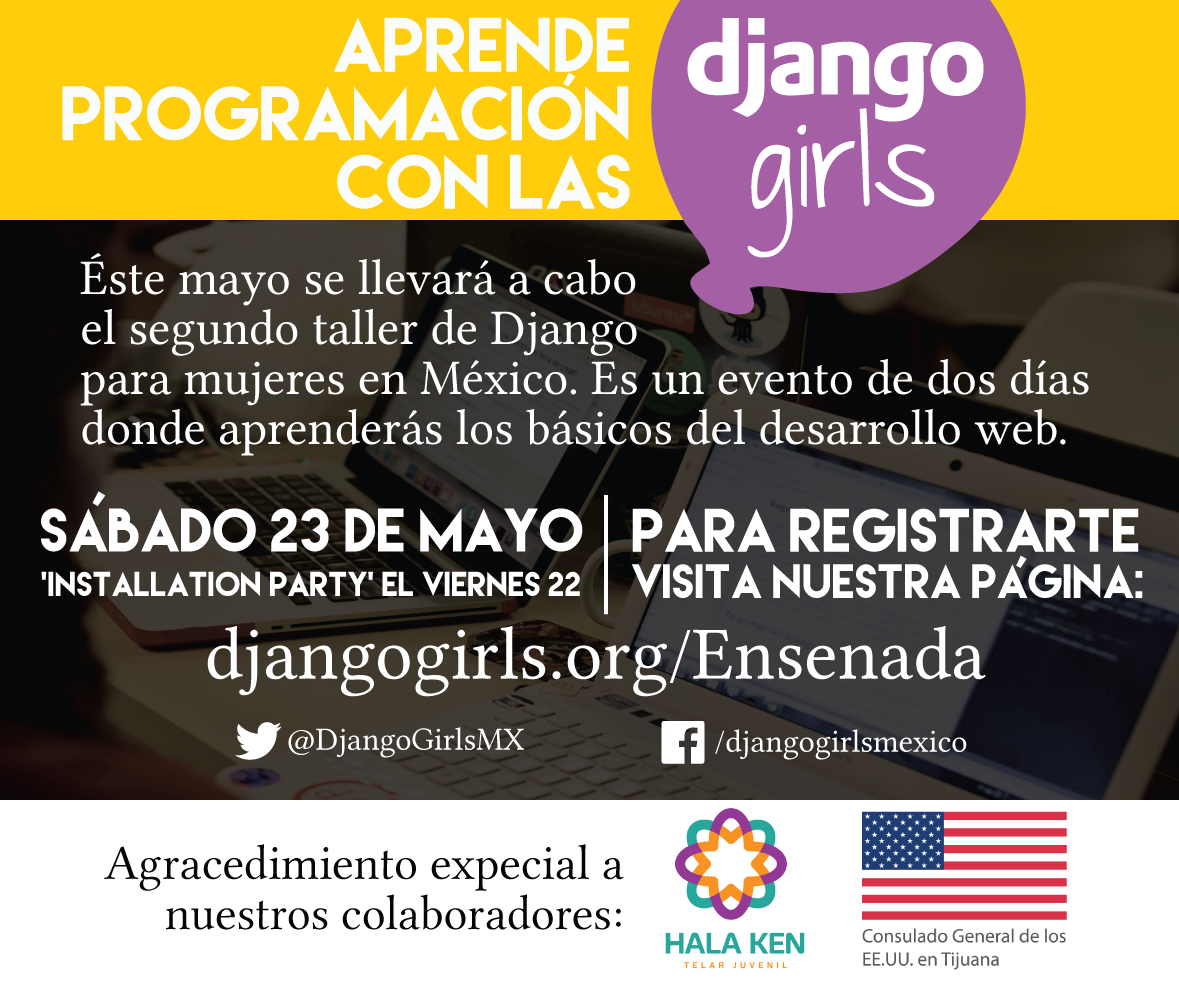 APRENDE
PROGRAMACIÓN
CON LAS
django
girls
Éste mayo se llevará a cabo
el segundo taller de Django
para mujeres en México. Es un evento de dos días
donde aprenderás los básicos del desarrollo web.
SÁBADO 23 DE MAYO
'INSTALLATION PARTY' EL VIERNES 22
PARA REGISTRARTE
VISITA NUESTRA PÁGINA:
djangogirls.org/Ensenada
@DjangoGirlsMX
/djangogirlsmexico
Agracedimiento expecial a
nuestros colaboradores:
HALA KEN
TELAR JUVENIL
Consulado General de los
EE.UU. en Tijuana
ubuntu